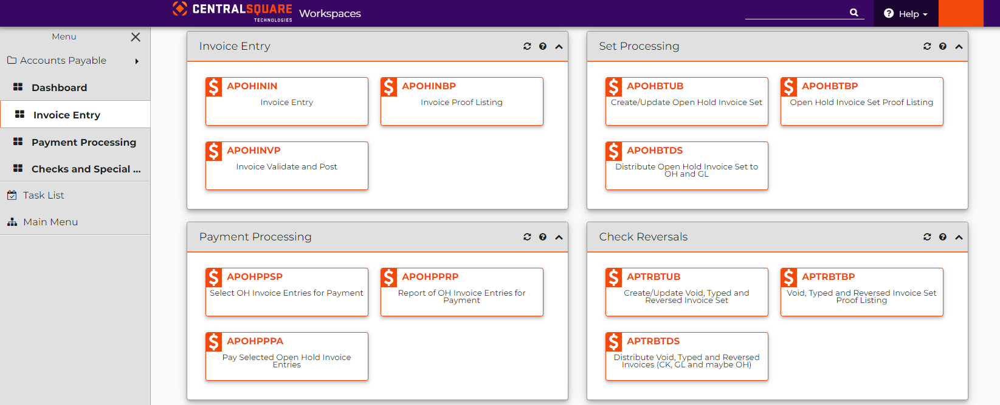 CENTRALSQUARE
TECHNOLOGIES
Workspaces
Help
Menu
Accounts Payable
Dashboard
Invoice Entry
Payment Processing
Checks and Special ...
Task List
Main Menu
Invoice Entry
APOHININ
Invoice Entry
APOHINBP
Invoice Proof Listing
APOHINVP
Invoice Validate and Post
Set Processing
APOHBTUB
Create/Update Open Hold Invoice Set
APOHBTBP
Open Hold Invoice Set Proof Listing
APOHBTDS
Distribute Open Hold Invoice Set to
OH and GL
Payment Processing
APOHPPSP
Select OH Invoice Entries for Payment
APOHPPRP
Report of OH Invoice Entries for
Payment
APOHPPPA
Pay Selected Open Hold Invoice
Entries
Check Reversals
APTRBTUB
Create/Update Void, Typed and
Reversed Invoice Set
APTRBTBP
Void, Typed and Reversed Invoice Set
Proof Listing
APTRBTDS
Distribute Void, Typed and Reversed
Invoices (CK, GL and maybe OH)